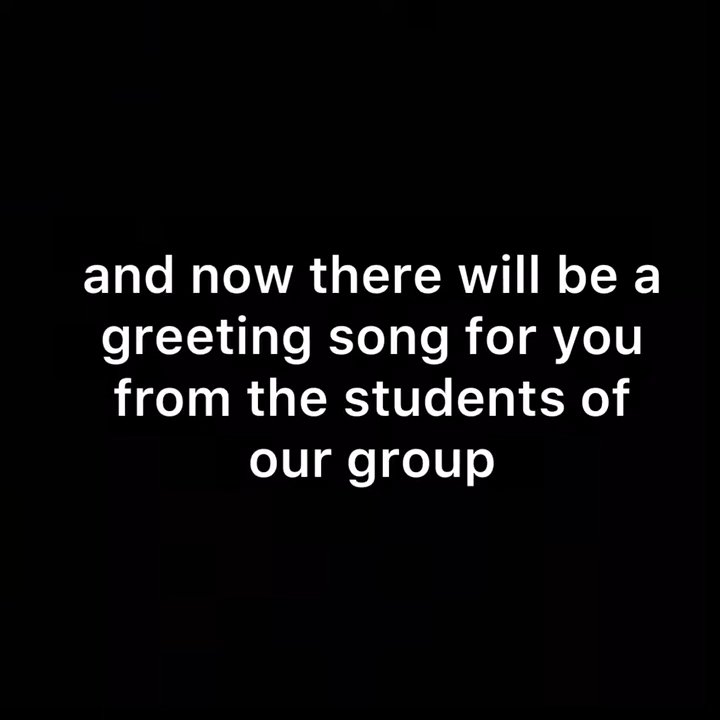 and now there will be a
greeting song for you
from the students of
our group